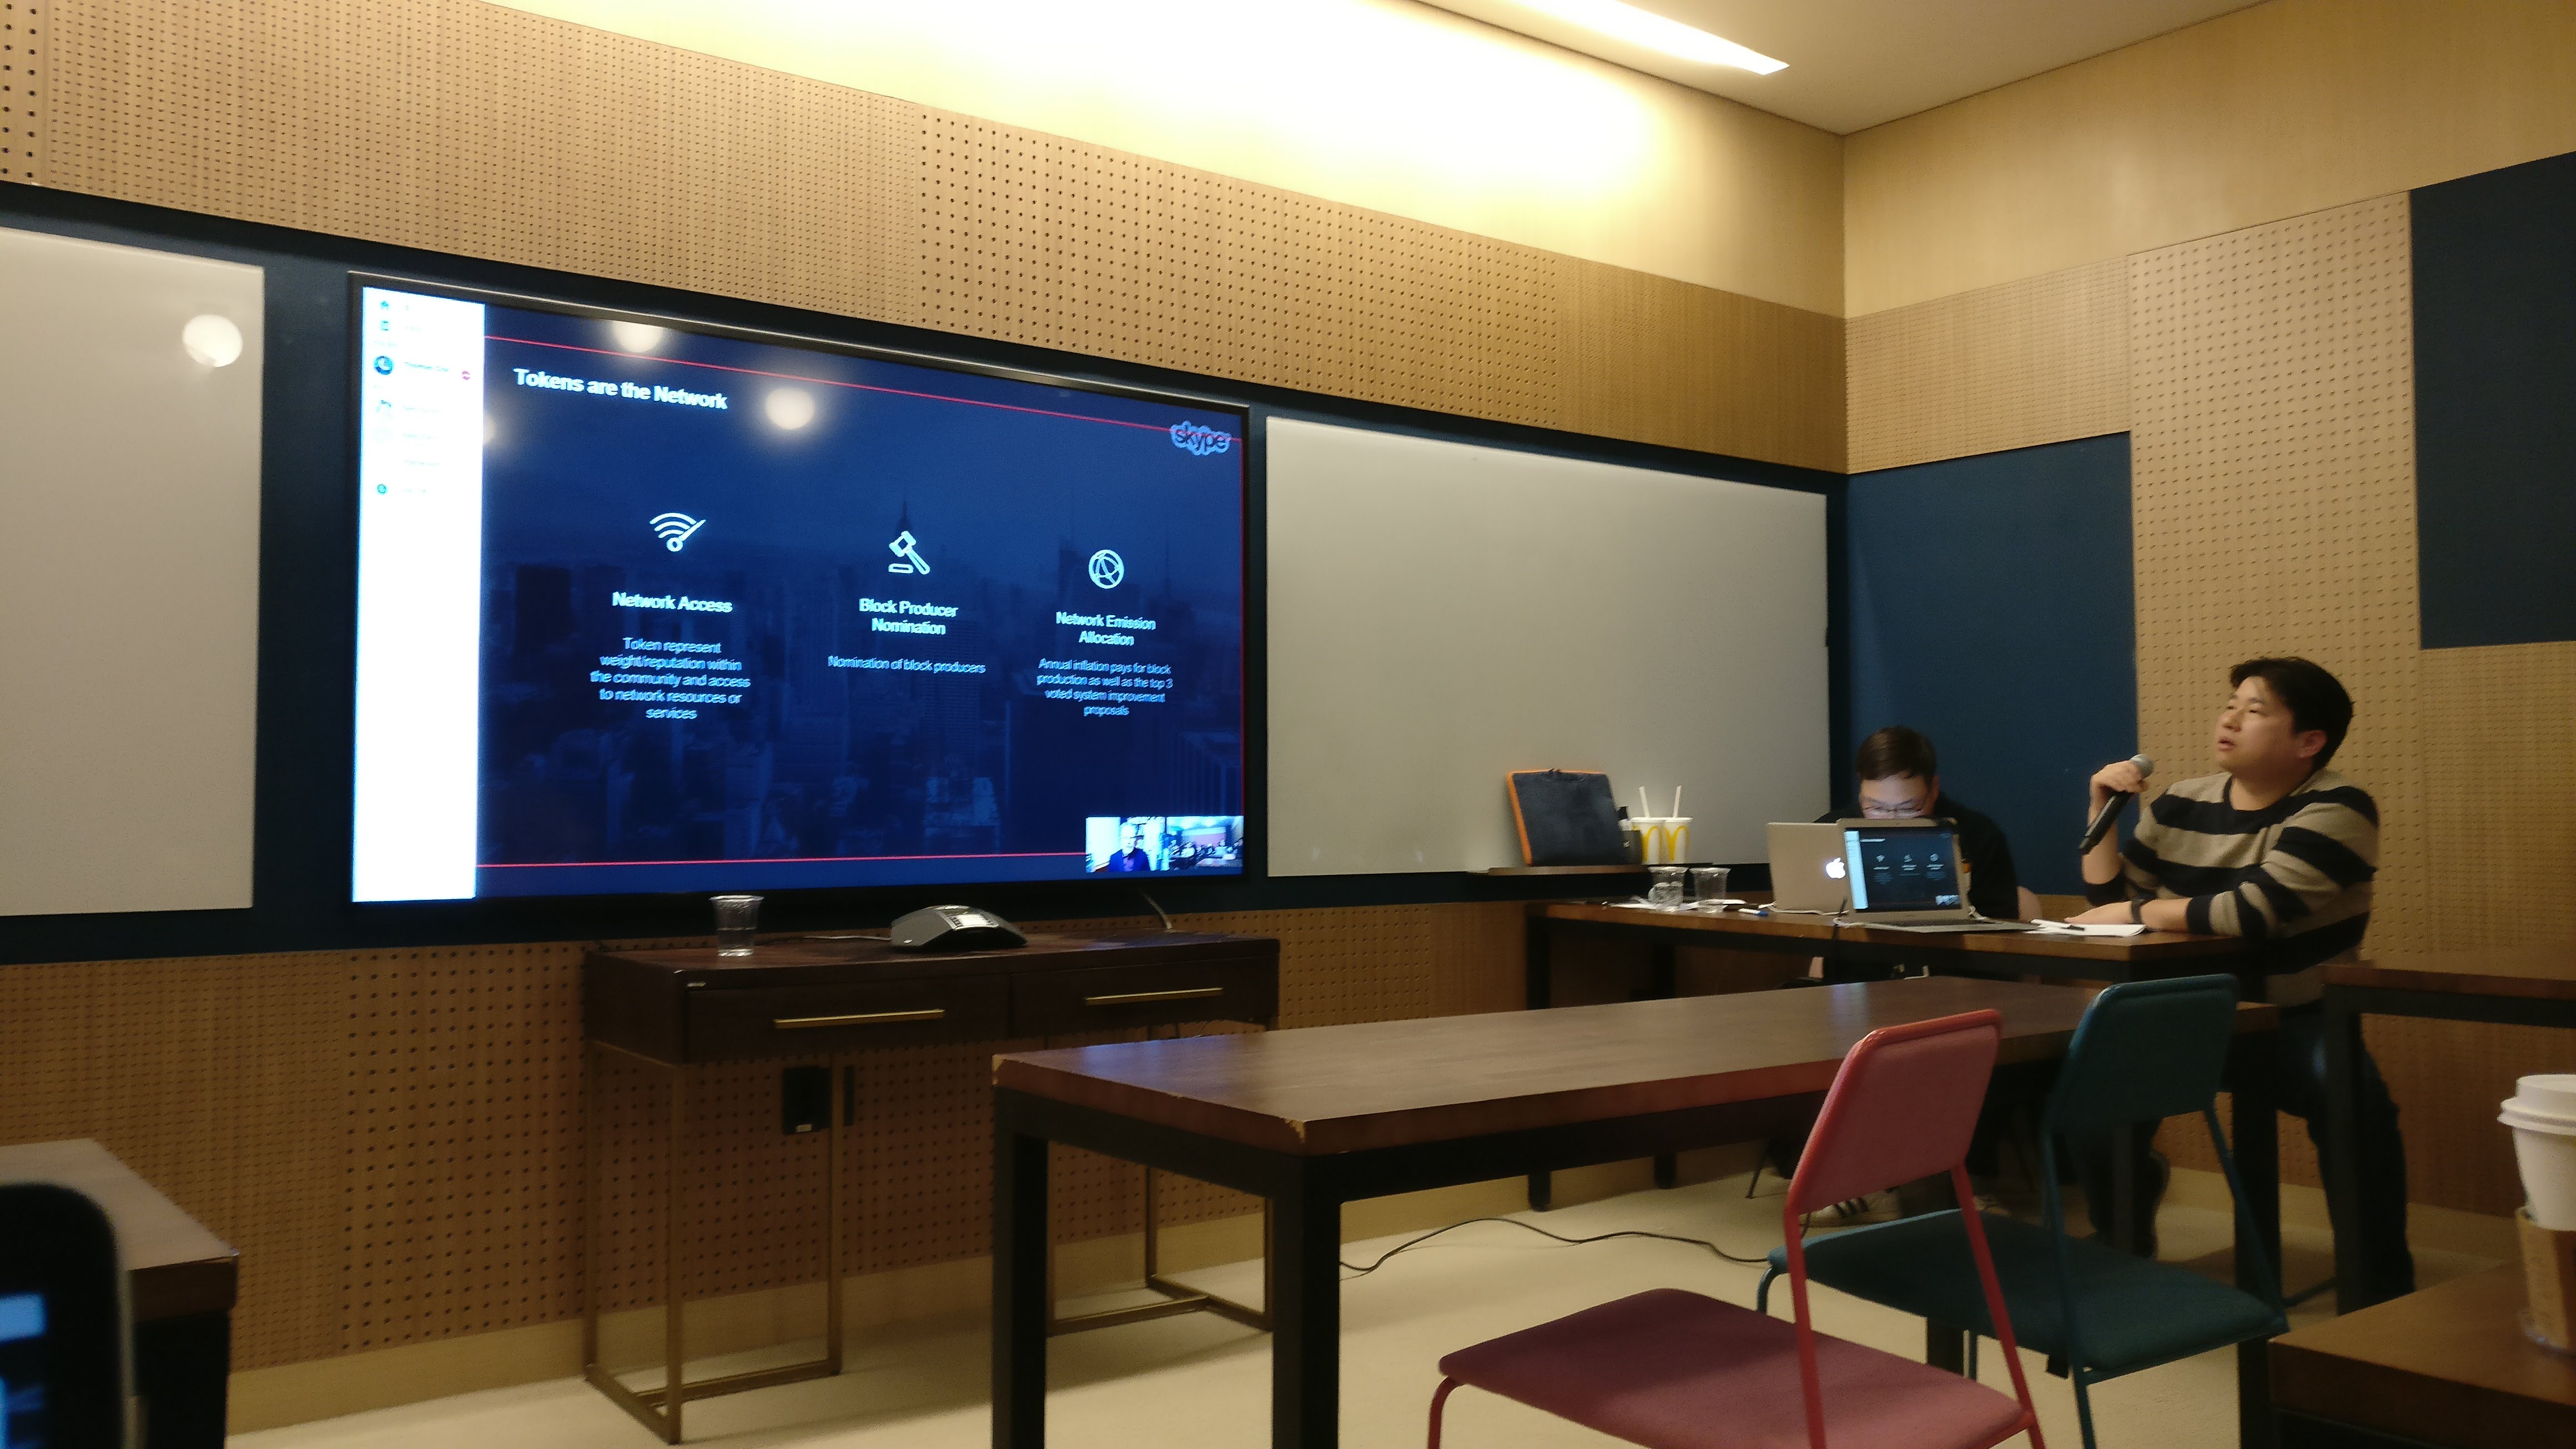 Tokens are the Network
skype
Network Access
Token represent
weight/reputation within
the community and access
to network resources or
services
Block Producer
Nomination
Nomination of block producers
Network Emission
Allocation
Annual inflation pays for block
production as well as the top 3
voted system improvement
proposals